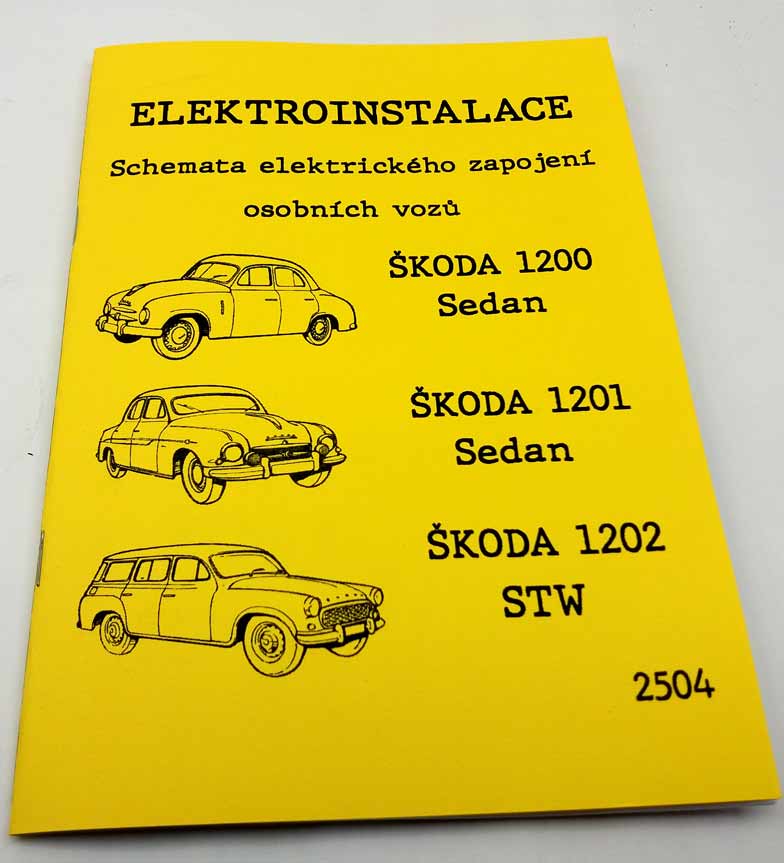 ELEKTROINSTALACE
Schemata elektrického zapojení
osobních vozů
ŠKODA 1200
Sedan
ŠKODA 1201
Sedan
ŠKODA 1202
STW
2504